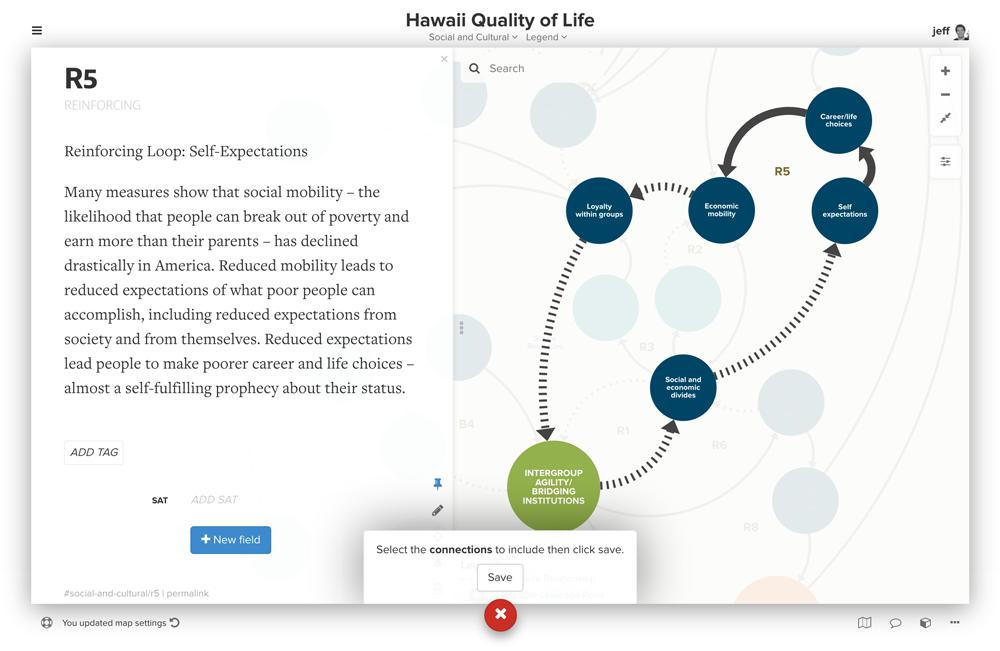 Hawaii Quality of Life
Social and Cultural Legend
jeff
R5
REINFORCING
Reinforcing Loop: Self-Expectations
Many measures show that social mobility – the
likelihood that people can break out of poverty and
earn more than their parents – has declined
drastically in America. Reduced mobility leads to
reduced expectations of what poor people can
accomplish, including reduced expectations from
society and from themselves. Reduced expectations
lead people to make poorer career and life choices –
almost a self-fulfilling prophecy about their status.
ADD TAG
SAT ADD SAT
New field
#social-and-cultural/r5 | permalink
Search
Career/life
choices
R5
Loyalty
within groups
Economic
mobility
Self
expectations
R2
R3
Social and
economic
divides
B4
R1
R6
INTERGROUP
AGILITY/
BRIDGING
INSTITUTIONS
R8
Select the connections to include then click save.
Save
You updated map settings